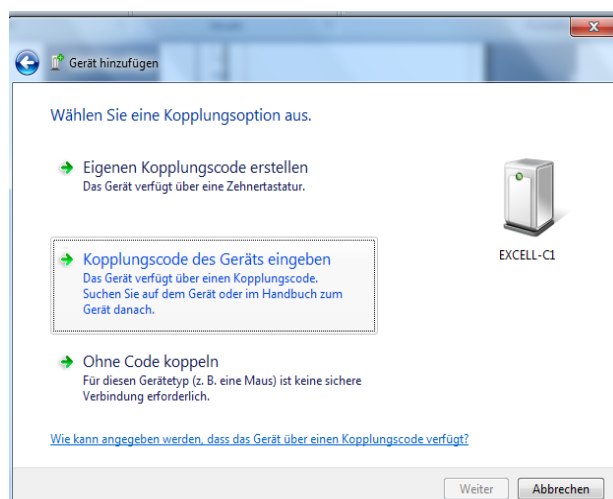 Gerät hinzufügen
Wählen Sie eine Kopplungsoption aus.
Eigenen Kopplungscode erstellen
Das Gerät verfügt über eine Zehnertastatur.
Kopplungscode des Geräts eingeben
Das Gerät verfügt über einen Kopplungscode.
Suchen Sie auf dem Gerät oder im Handbuch zum
Gerät danach.
EXCELL-C1
Ohne Code koppeln
Für diesen Gerätetyp (z. B. eine Maus) ist keine sichere
Verbindung erforderlich.
Wie kann angegeben werden, dass das Gerät über einen Kopplungscode verfügt?
Weiter
Abbrechen